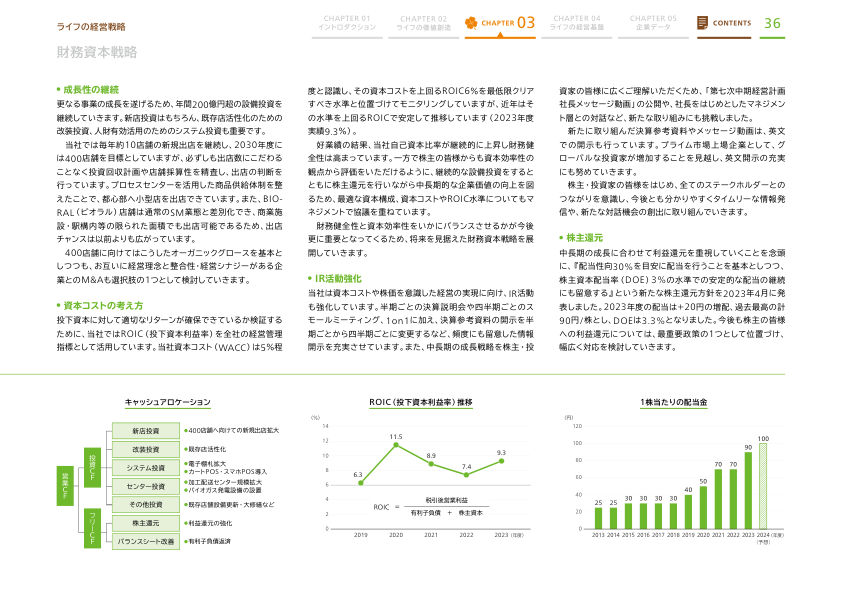 ライフの経営戦略
CHAPTER 01
イントロダクション
CHAPTER 02
ライフの価値創造
CHAPTER 03
CHAPTER 04
ライフの経営基盤
CHAPTER 05
企業データ
CONTENTS
36
財務資本戦略
• 成長性の継続
更なる事業の成長を遂げるため、年間200億円超の設備投資を
継続していきます。新店投資はもちろん、既存店活性化のための
改装投資、人財有効活用のためのシステム投資も重要です。
当社では毎年約10店舗の新規出店を継続し、2030年度に
は400店舗を目標としていますが、必ずしも出店数にこだわる
ことなく投資回収計画や店舗採算性を精査し、出店の判断を
行っています。プロセスセンターを活用した商品供給体制を整
えたことで、都心部へ小型店を出店できています。また、BIO-
RAL（ビオラル）店舗は通常のSM業態と差別化でき、商業施
設・駅構内等の限られた面積でも出店可能であるため、出店
チャンスは以前よりも広がっています。
400店舗に向けてはこうしたオーガニックグロースを基本と
しつつも、お互いに経営理念と整合性・経営シナジーがある企
業とのM&Aも選択肢の1つとして検討していきます。
• 資本コストの考え方
投下資本に対して適切なリターンが確保できているか検証する
ために、当社ではROIC（投下資本利益率）を全社の経営管理
指標として活用しています。当社資本コスト（WACC）は5%程
度と認識し、その資本コストを上回るROIC6%を最低限クリア
すべき水準と位置づけてモニタリングしていますが、近年はそ
の水準を上回るROICで安定して推移しています（2023年度
実績9.3%）。
好業績の結果、当社自己資本比率が継続的に上昇し財務健
全性は高まっています。一方で株主の皆様からも資本効率性の
観点から評価をいただけるように、継続的な設備投資をすると
ともに株主還元を行いながら中長期的な企業価値の向上を図
るため、最適な資本構成、資本コストやROIC水準についてもマ
ネジメントで協議を重ねています。
財務健全性と資本効率性をいかにバランスさせるかが今後
更に重要となってくるため、将来を見据えた財務資本戦略を展
開していきます。
• IR活動強化
当社は資本コストや株価を意識した経営の実現に向け、IR活動
も強化しています。半期ごとの決算説明会や四半期ごとのス
モールミーティング、1on1に加え、決算参考資料の開示を半
期ごとから四半期ごとに変更するなど、頻度にも留意した情報
開示を充実させています。また、中長期の成長戦略を株主・投
資家の皆様に広くご理解いただくため、「第七次中期経営計画
社長メッセージ動画」の公開や、社長をはじめとしたマネジメン
ト層との対話など、新たな取り組みにも挑戦しました。
新たに取り組んだ決算参考資料やメッセージ動画は、英文
での開示も行っています。プライム市場上場企業として、グ
ローバルな投資家が増加することを見越し、英文開示の充実
にも努めていきます。
株主・投資家の皆様をはじめ、全てのステークホルダーとの
つながりを意識し、今後とも分かりやすくタイムリーな情報発
信や、新たな対話機会の創出に取り組んでいきます。
• 株主還元
中長期の成長に合わせて利益還元を重視していくことを念頭
に、『配当性向30%を目安に配当を行うことを基本としつつ、
株主資本配当率（DOE）3%の水準での安定的な配当の継続
にも留意する』という新たな株主還元方針を2023年4月に発
表しました。2023年度の配当は+20円の増配、過去最高の計
90円/株とし、DOEは3.3%となりました。今後も株主の皆様
への利益還元については、最重要政策の1つとして位置づけ、
幅広く対応を検討していきます。
キャッシュアロケーション
営業CF
投資CF
フリーCF
新店投資
●400店舗へ向けての新規出店拡大
改装投資
●既存店活性化
システム投資
●電子棚札拡大
●カートPOS・スマホPOS導入
センター投資
●加工配送センター規模拡大
●バイオガス発電設備の設置
その他投資
●既存店舗設備更新・大修繕など
株主還元
●利益還元の強化
バランスシート改善
●有利子負債返済
ROIC（投下資本利益率）推移
(%)
14
12
10
8
6
4
2
0
6.3
11.5
8.9
7.4
9.3
ROIC = 税引後営業利益
有利子負債 + 株主資本
2019 2020 2021 2022 2023（年度）
1株当たりの配当金
(円)
120
100
80
60
40
20
0
25 25 30 30 30 30 40 50 70 70 90 100
2013 2014 2015 2016 2017 2018 2019 2020 2021 2022 2023 2024（年度）
（予想）